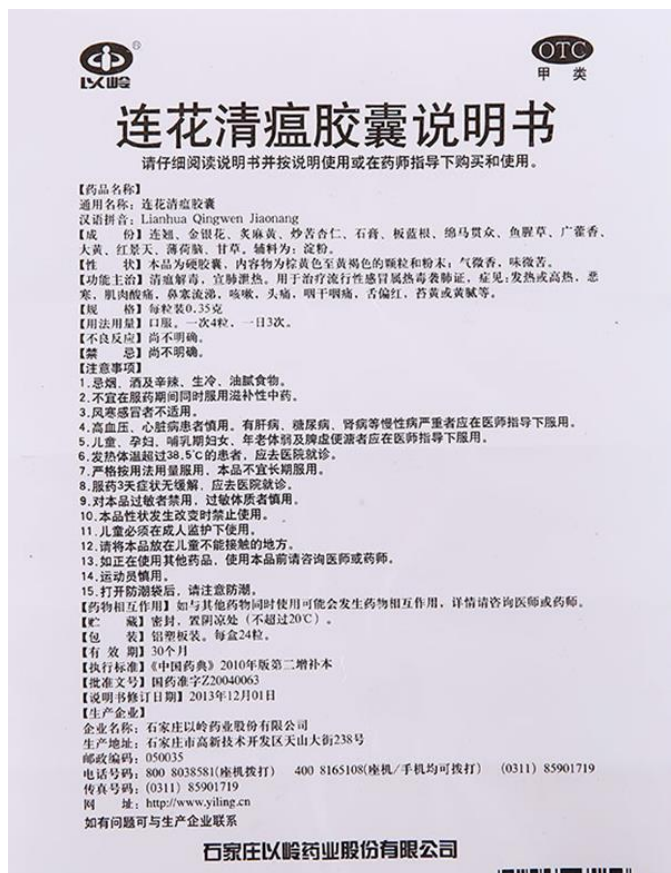 以岭
®
OTC
甲 类
连花清瘟胶囊说明书
请仔细阅读说明书并按说明使用或在药师指导下购买和使用。
【药品名称】
通用名称：连花清瘟胶囊
汉语拼音：Lianhua Qingwen Jiaonang
【成 份】连翘、金银花、炙麻黄、炒苦杏仁、石膏、板蓝根、绵马贯众、鱼腥草、广藿香、
大黄、红景天、薄荷脑、甘草。辅料为：淀粉。
【性 状】本品为硬胶囊，内容物为棕黄色至黄褐色的颗粒和粉末；气微香，味微苦。
【功能主治】清瘟解毒，宣肺泄热。用于治疗流行性感冒属热毒袭肺证，症见：发热或高热，恶
寒，肌肉酸痛，鼻塞流涕，咳嗽，头痛，咽干咽痛，舌偏红，苔黄或黄腻等。
【规 格】每粒装0.35克
【用法用量】口服。一次4粒，一日3次。
【不良反应】尚不明确。
【禁 忌】尚不明确。
【注意事项】
1.忌烟、酒及辛辣、生冷、油腻食物。
2.不宜在服药期间同时服用滋补性中药。
3.风寒感冒者不适用。
4.高血压、心脏病患者慎用。有肝病、糖尿病、肾病等慢性病严重者应在医师指导下服用。
5.儿童、孕妇、哺乳期妇女、年老体弱及脾虚便溏者应在医师指导下服用。
6.发热体温超过38.5℃的患者，应去医院就诊。
7.严格按用法用量服用，本品不宜长期服用。
8.服药3天症状无缓解，应去医院就诊。
9.对本品过敏者禁用，过敏体质者慎用。
10.本品性状发生改变时禁止使用。
11.儿童必须在成人监护下使用。
12.请将本品放在儿童不能接触的地方。
13.如正在使用其他药品，使用本品前请咨询医师或药师。
14.运动员慎用。
15.打开防潮袋后，请注意防潮。
【药物相互作用】如与其他药物同时使用可能会发生药物相互作用，详情请咨询医师或药师。
【贮 藏】密封，置阴凉处（不超过20℃）。
【包 装】铝塑板装。每盒24粒。
【有 效 期】30个月
【执行标准】《中国药典》2010年版第二增补本
【批准文号】国药准字Z20040063
【说明书修订日期】2013年12月01日
【生产企业】
企业名称：石家庄以岭药业股份有限公司
生产地址：石家庄市高新技术开发区天山大街238号
邮政编码：050035
电话号码：800 8038581(座机拨打) 400 8165108(座机/手机均可拨打) (0311) 85901719
传真号码：(0311) 85901719
网 址：http://www.yiling.cn
如有问题可与生产企业联系
石家庄以岭药业股份有限公司